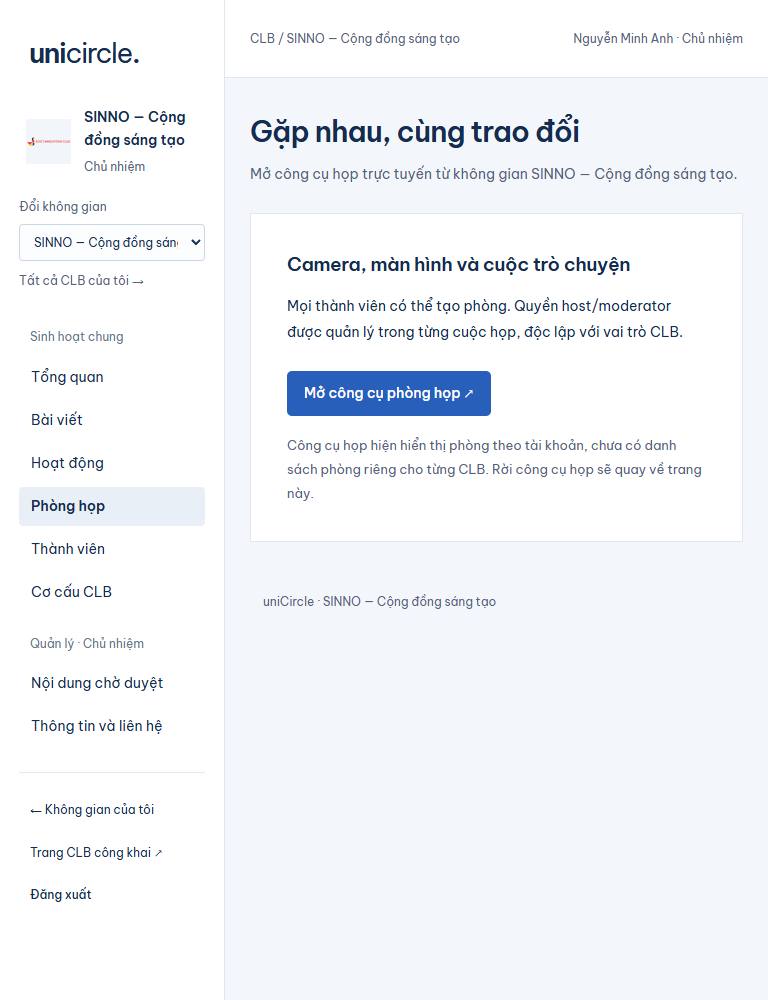 unicircle.
SINNO — Cộng
đồng sáng tạo
Chủ nhiệm
Đổi không gian
SINNO — Cộng đồng sán
Tất cả CLB của tôi →
Sinh hoạt chung
Tổng quan
Bài viết
Hoạt động
Phòng họp
Thành viên
Cơ cấu CLB
Quản lý · Chủ nhiệm
Nội dung chờ duyệt
Thông tin và liên hệ
← Không gian của tôi
Trang CLB công khai ↗
Đăng xuất
CLB / SINNO — Cộng đồng sáng tạo
Nguyễn Minh Anh · Chủ nhiệm
Gặp nhau, cùng trao đổi
Mở công cụ họp trực tuyến từ không gian SINNO — Cộng đồng sáng tạo.
Camera, màn hình và cuộc trò chuyện
Mọi thành viên có thể tạo phòng. Quyền host/moderator
được quản lý trong từng cuộc họp, độc lập với vai trò CLB.
Mở công cụ phòng họp ↗
Công cụ họp hiện hiển thị phòng theo tài khoản, chưa có danh
sách phòng riêng cho từng CLB. Rời công cụ họp sẽ quay về trang
này.
uniCircle · SINNO — Cộng đồng sáng tạo